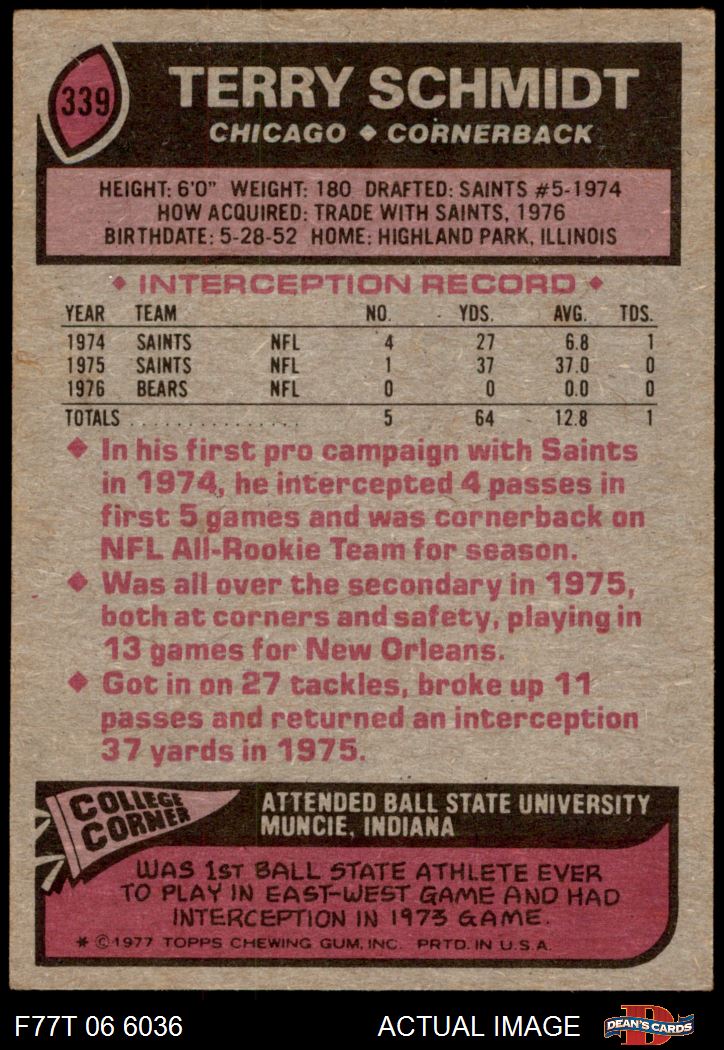 339
TERRY SCHMIDT
CHICAGO ◆ CORNERBACK
HEIGHT: 6'0" WEIGHT: 180 DRAFTED: SAINTS #5-1974
HOW ACQUIRED: TRADE WITH SAINTS, 1976
BIRTHDATE: 5-28-52 HOME: HIGHLAND PARK, ILLINOIS
◆ INTERCEPTION RECORD ◆
YEAR TEAM NO. YDS. AVG. TDS.
1974 SAINTS NFL 4 27 6.8 1
1975 SAINTS NFL 1 37 37.0 0
1976 BEARS NFL 0 0 0.0 0
TOTALS . . . . . . . . . . . . . . . 5 64 12.8 1
◆ In his first pro campaign with Saints
in 1974, he intercepted 4 passes in
first 5 games and was cornerback on
NFL All-Rookie Team for season.
◆ Was all over the secondary in 1975,
both at corners and safety, playing in
13 games for New Orleans.
◆ Got in on 27 tackles, broke up 11
passes and returned an interception
37 yards in 1975.
COLLEGE
CORNER
ATTENDED BALL STATE UNIVERSITY
MUNCIE, INDIANA
WAS 1ST BALL STATE ATHLETE EVER
TO PLAY IN EAST-WEST GAME AND HAD
INTERCEPTION IN 1973 GAME.
* © 1977 TOPPS CHEWING GUM, INC. PRTD. IN U.S.A.
F77T 06 6036 ACTUAL IMAGE
D
DEAN'S CARDS